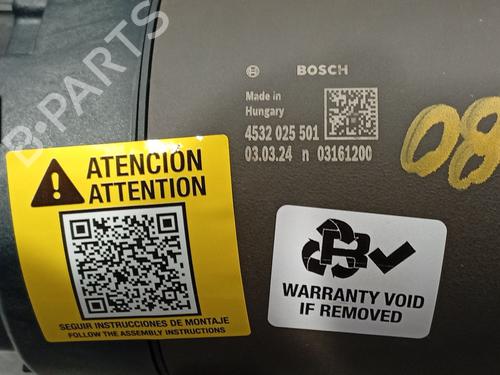 B-PARTS
BOSCH
Made in
Hungary
4532 025 501
03.03.24 n 03161200
08
ATENCIÓN
ATTENTION
SEGUIR INSTRUCCIONES DE MONTAJE
FOLLOW THE ASSEMBLY INSTRUCTIONS
WARRANTY VOID
IF REMOVED